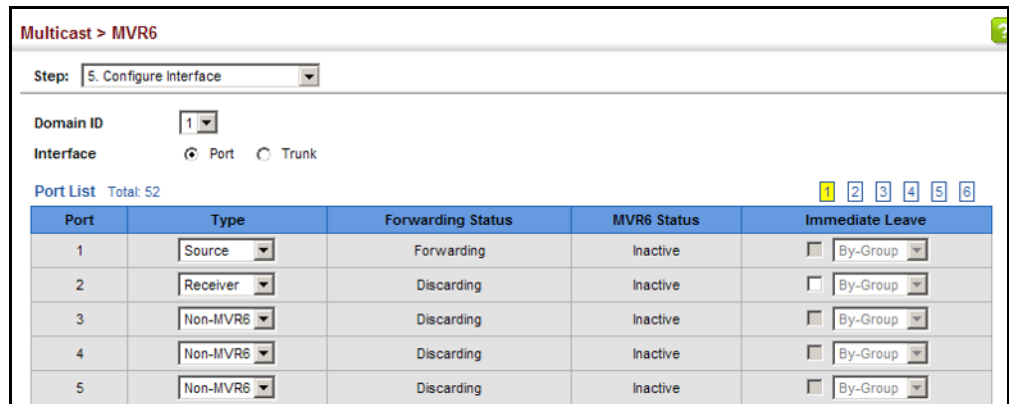 Multicast > MVR6
?
Step: 5. Configure Interface
Domain ID 1
Interface Port Trunk
Port List Total: 52 1 2 3 4 5 6
Port Type Forwarding Status MVR6 Status Immediate Leave
1 Source Forwarding Inactive By-Group
2 Receiver Discarding Inactive By-Group
3 Non-MVR6 Discarding Inactive By-Group
4 Non-MVR6 Discarding Inactive By-Group
5 Non-MVR6 Discarding Inactive By-Group